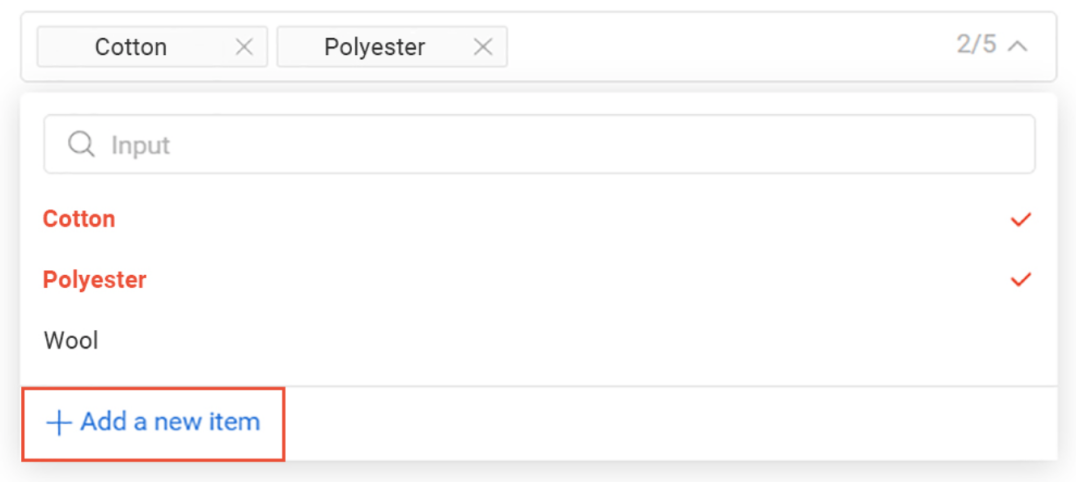 Cotton Polyester 2/5
Input
Cotton
Polyester
Wool
Add a new item